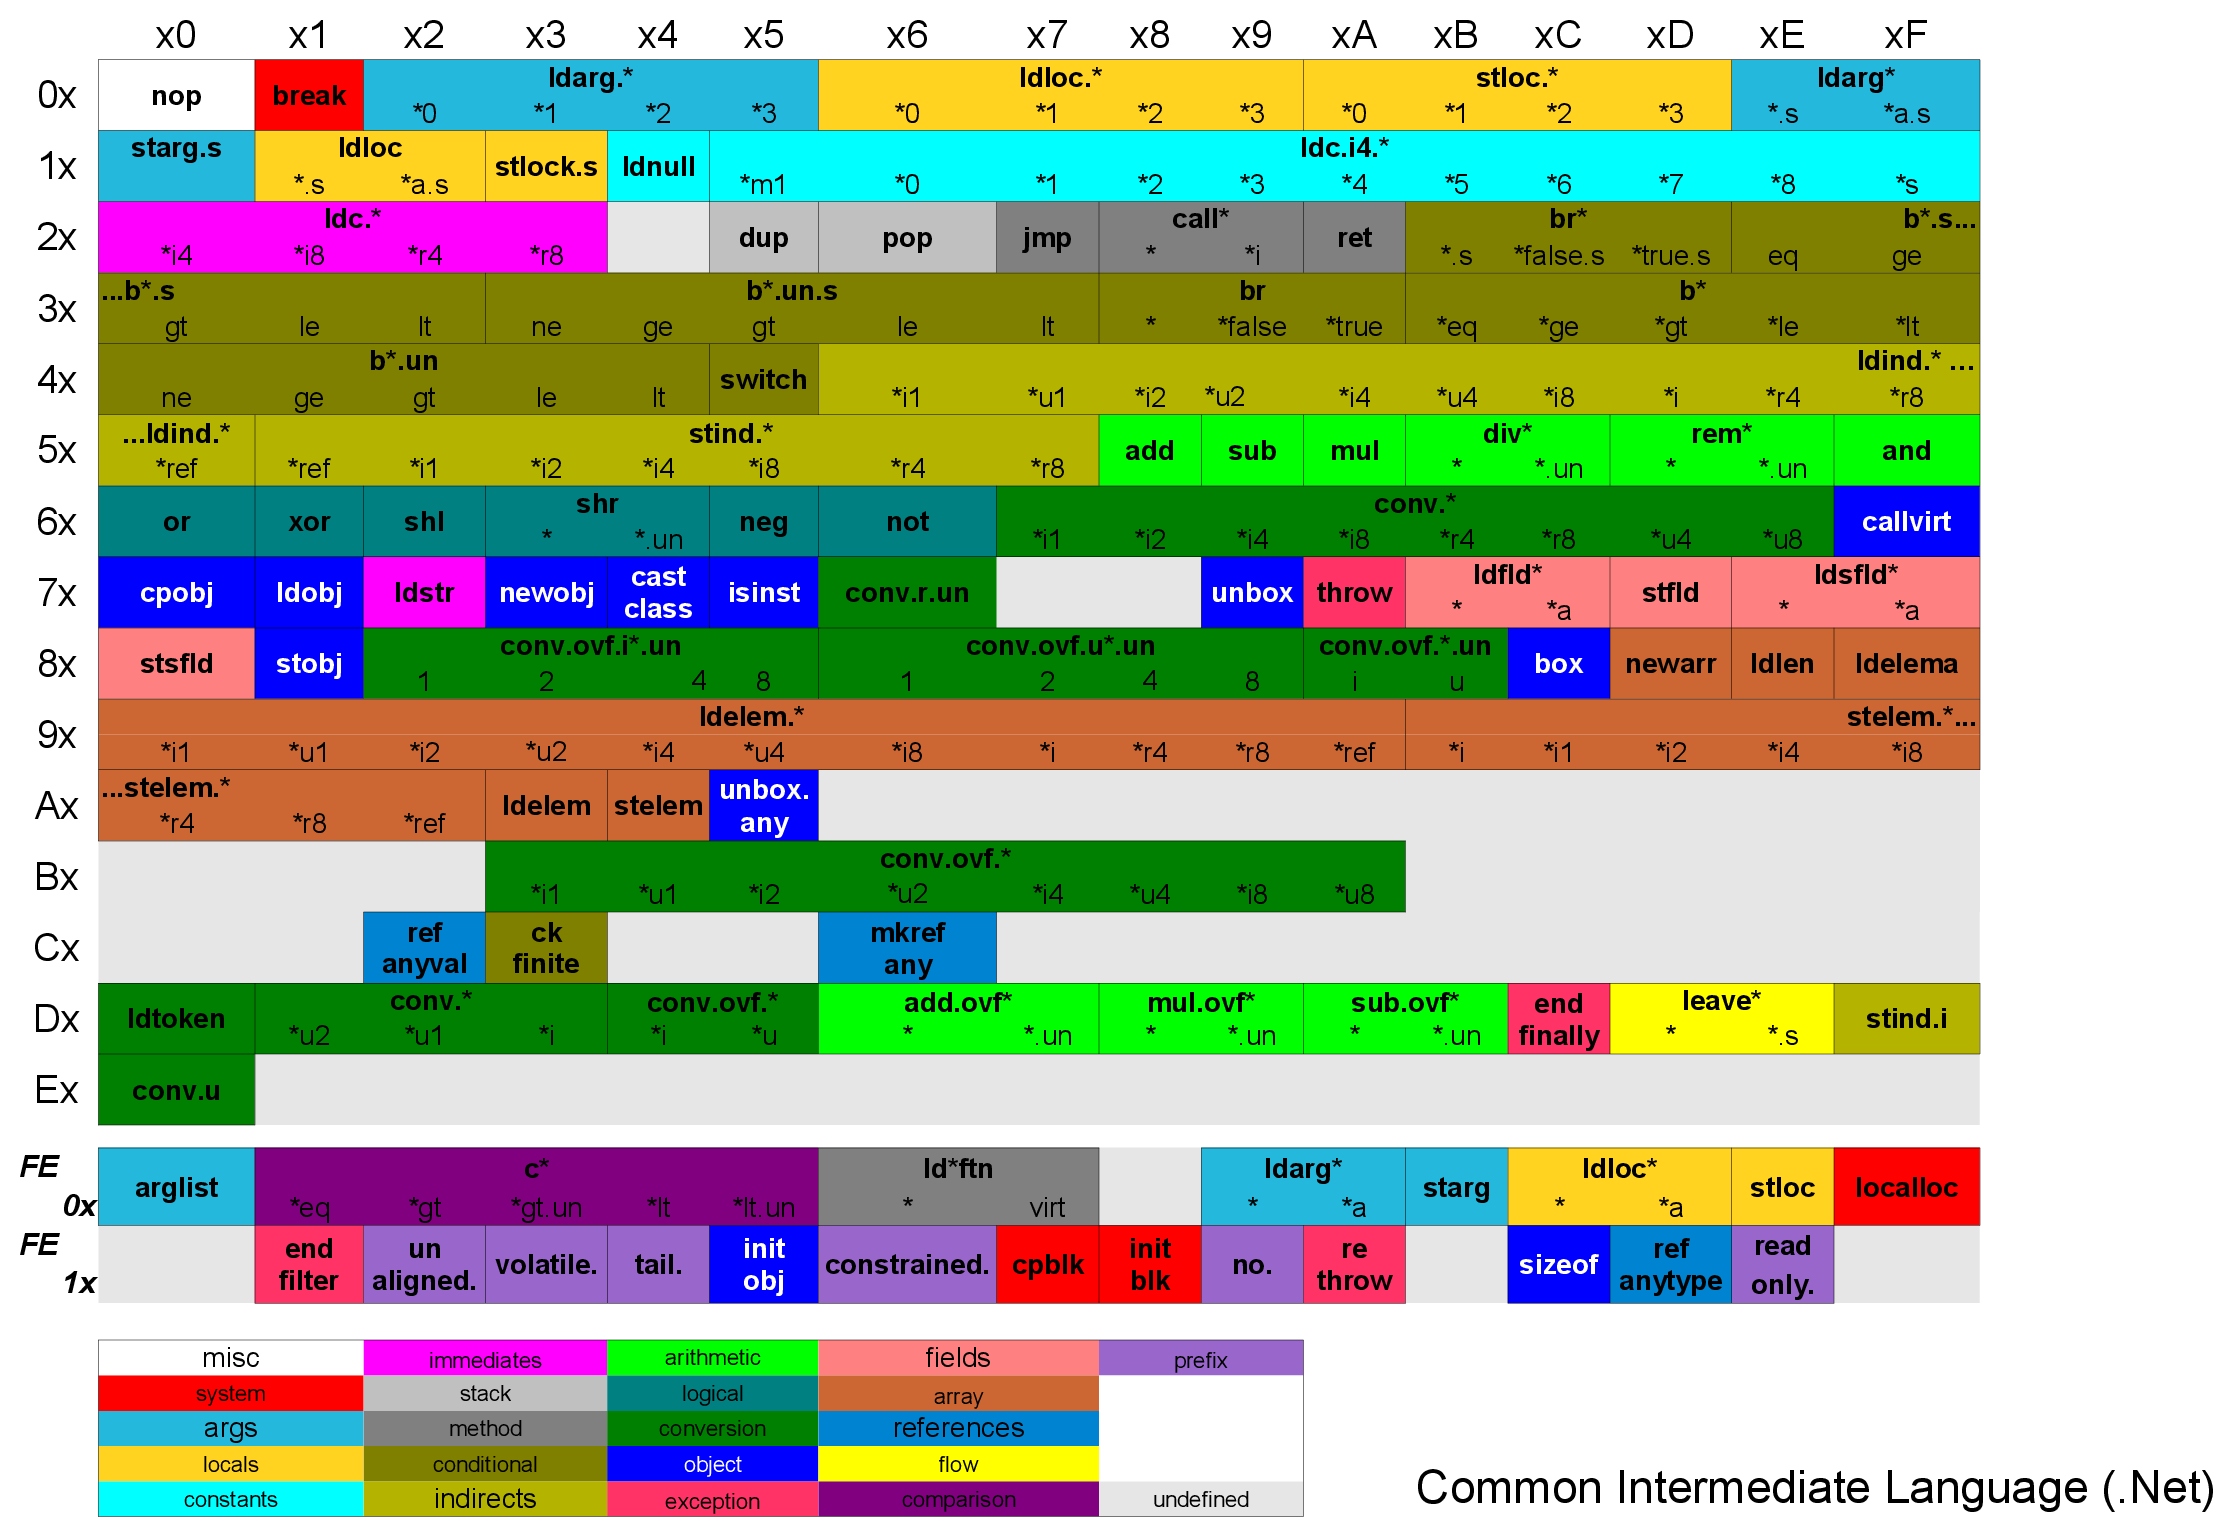 x0 x1 x2 x3 x4 x5 x6 x7 x8 x9 xA xB xC xD xE xF
0x nop break ldarg.* ldloc.* stloc.* ldarg*
*0 *1 *2 *3 *0 *1 *2 *3 *0 *1 *2 *3 *.s *a.s
1x starg.s ldloc stlock.s ldnull ldc.i4.*
*.s *a.s *m1 *0 *1 *2 *3 *4 *5 *6 *7 *8 *s
2x ldc.* dup pop jmp call* ret br* b*.s...
*i4 *i8 *r4 *r8 * *i *.s *false.s *true.s eq ge
3x ...b*.s b*.un.s br b*
gt le lt ne ge gt le lt * *false *true *eq *ge *gt *le *lt
4x b*.un switch ldind.* ...
ne ge gt le lt *i1 *u1 *i2 *u2 *i4 *u4 *i8 *i *r4 *r8
5x ...ldind.* stind.* add sub mul div* rem* and
*ref *ref *i1 *i2 *i4 *i8 *r4 *r8 * *.un * *.un
6x or xor shl shr neg not conv.* callvirt
* *.un *i1 *i2 *i4 *i8 *r4 *r8 *u4 *u8
7x cpobj ldobj ldstr newobj cast class isinst conv.r.un unbox throw ldfld* stfld ldsfld*
* *a * *a
8x stsfld stobj conv.ovf.i*.un conv.ovf.u*.un conv.ovf.*.un box newarr ldlen ldelema
1 2 4 8 1 2 4 8 i u
9x ldelem.* stelem.*...
*i1 *u1 *i2 *u2 *i4 *u4 *i8 *i *r4 *r8 *ref *i *i1 *i2 *i4 *i8
Ax ...stelem.* ldelem stelem unbox. any
*r4 *r8 *ref
Bx conv.ovf.*
*i1 *u1 *i2 *u2 *i4 *u4 *i8 *u8
Cx ref anyval ck finite mkref any
Dx ldtoken conv.* conv.ovf.* add.ovf* mul.ovf* sub.ovf* end finally leave* stind.i
*u2 *u1 *i *i *u * *.un * *.un * *.un * *.s
Ex conv.u
FE 0x arglist c* ld*ftn ldarg* starg ldloc* stloc localloc
*eq *gt *gt.un *lt *lt.un * virt * *a * *a
FE 1x end filter un aligned. volatile. tail. init obj constrained. cpblk init blk no. re throw sizeof ref anytype read only.
misc immediates arithmetic fields prefix
system stack logical array
args method conversion references
locals conditional object flow
constants indirects exception comparison undefined
Common Intermediate Language (.Net)